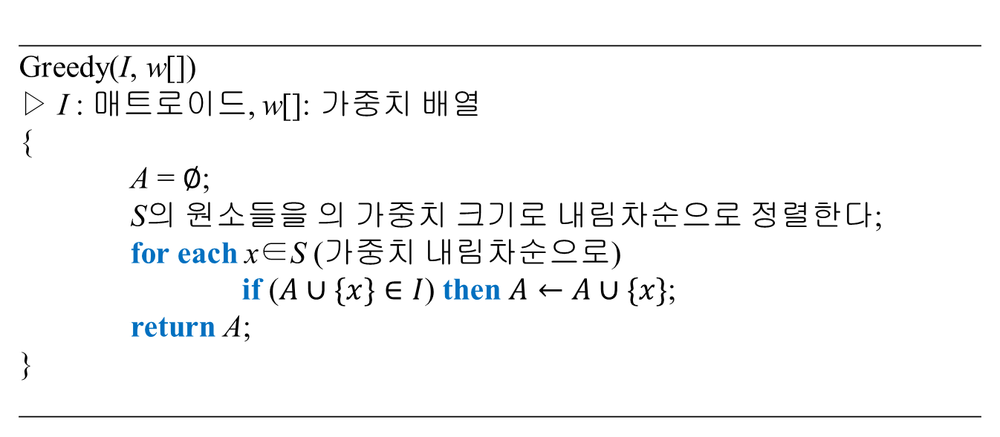 Greedy(I, w[])
▷ I : 매트로이드, w[]: 가중치 배열
{
A = ∅;
S의 원소들을 의 가중치 크기로 내림차순으로 정렬한다;
for each x∈S (가중치 내림차순으로)
if (A ∪ {x} ∈ I) then A ← A ∪ {x};
return A;
}